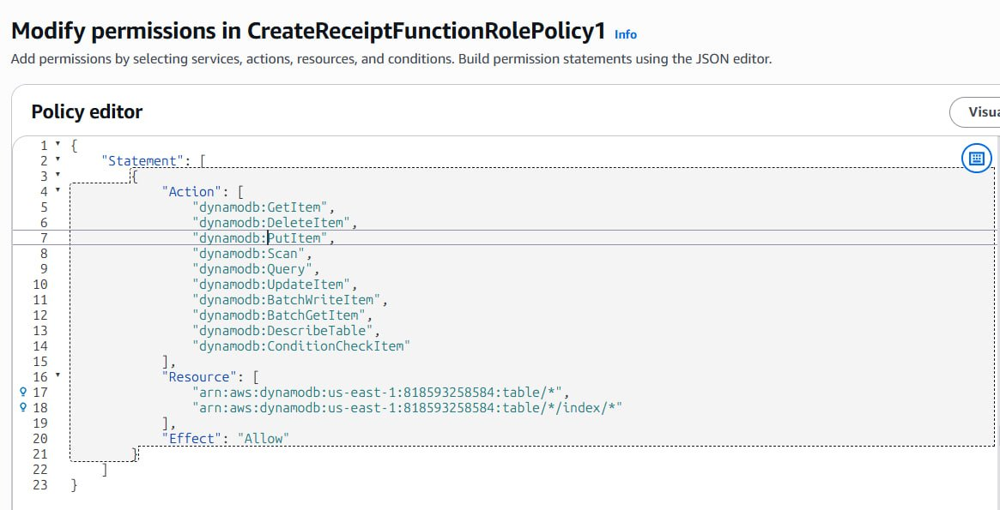 Modify permissions in CreateReceiptFunctionRolePolicy1 Info
Add permissions by selecting services, actions, resources, and conditions. Build permission statements using the JSON editor.
Policy editor
Visua
1 {
2 "Statement": [
3 {
4 "Action": [
5 "dynamodb:GetItem",
6 "dynamodb:DeleteItem",
7 "dynamodb:PutItem",
8 "dynamodb:Scan",
9 "dynamodb:Query",
10 "dynamodb:UpdateItem",
11 "dynamodb:BatchWriteItem",
12 "dynamodb:BatchGetItem",
13 "dynamodb:DescribeTable",
14 "dynamodb:ConditionCheckItem"
15 ],
16 "Resource": [
17 "arn:aws:dynamodb:us-east-1:818593258584:table/*",
18 "arn:aws:dynamodb:us-east-1:818593258584:table/*/index/*"
19 ],
20 "Effect": "Allow"
21 }
22 ]
23 }